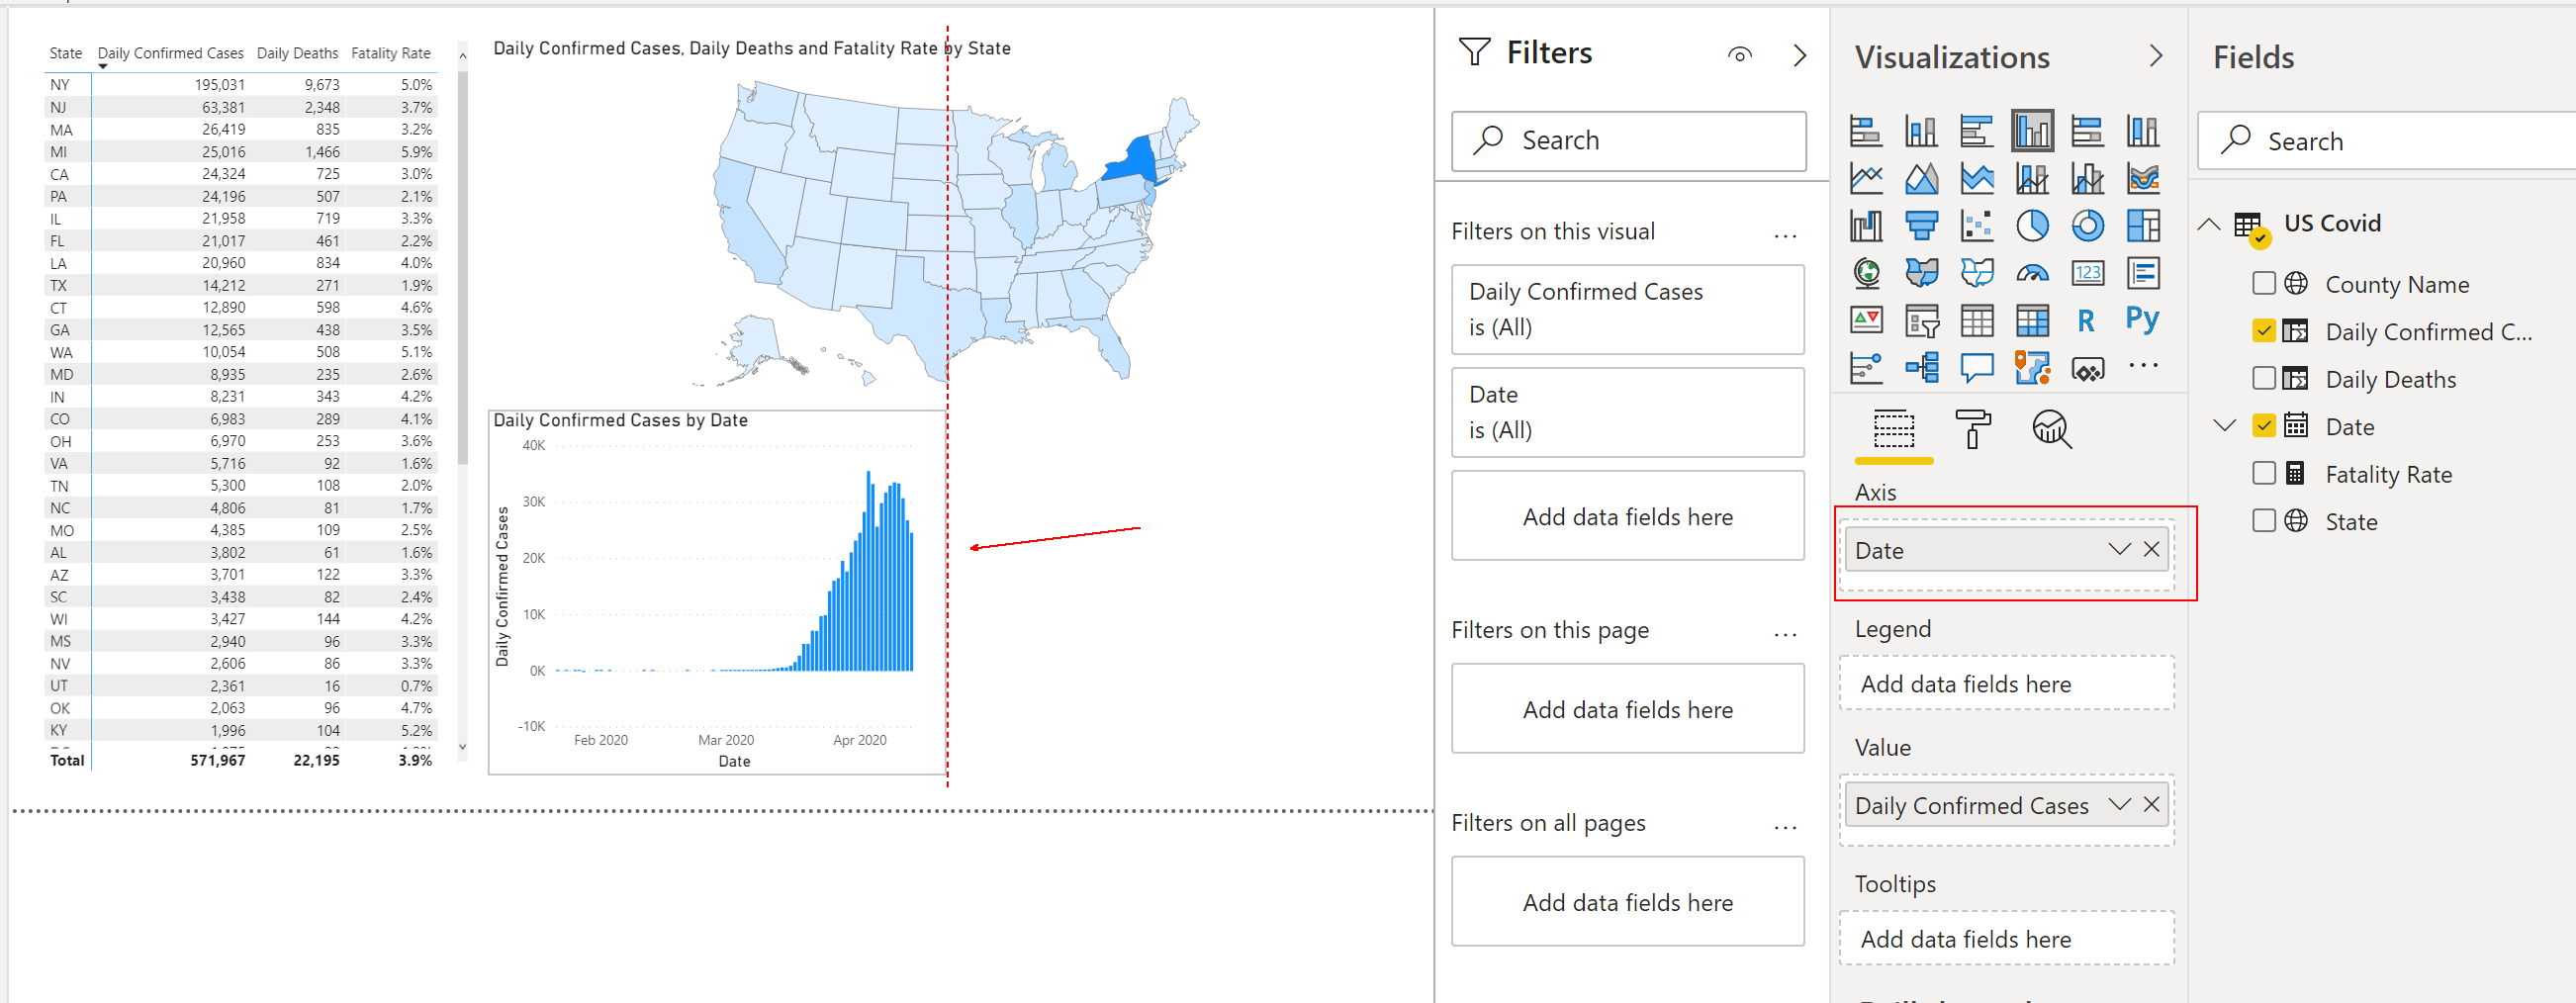 State Daily Confirmed Cases Daily Deaths Fatality Rate
NY 195,031 9,673 5.0%
NJ 63,381 2,348 3.7%
MA 26,419 835 3.2%
MI 25,016 1,466 5.9%
CA 24,324 725 3.0%
PA 24,196 507 2.1%
IL 21,958 719 3.3%
FL 21,017 461 2.2%
LA 20,960 834 4.0%
TX 14,212 271 1.9%
CT 12,890 598 4.6%
GA 12,565 438 3.5%
WA 10,054 508 5.1%
MD 8,935 235 2.6%
IN 8,231 343 4.2%
CO 6,983 289 4.1%
OH 6,970 253 3.6%
VA 5,716 92 1.6%
TN 5,300 108 2.0%
NC 4,806 81 1.7%
MO 4,385 109 2.5%
AL 3,802 61 1.6%
AZ 3,701 122 3.3%
SC 3,438 82 2.4%
WI 3,427 144 4.2%
MS 2,940 96 3.3%
NV 2,606 86 3.3%
UT 2,361 16 0.7%
OK 2,063 96 4.7%
KY 1,996 104 5.2%
Total 571,967 22,195 3.9%
Daily Confirmed Cases, Daily Deaths and Fatality Rate by State
Daily Confirmed Cases by Date
Daily Confirmed Cases
40K
30K
20K
10K
0K
-10K
Feb 2020 Mar 2020 Apr 2020
Date
Filters
Search
Filters on this visual ...
Daily Confirmed Cases
is (All)
Date
is (All)
Add data fields here
Filters on this page ...
Add data fields here
Filters on all pages ...
Add data fields here
Visualizations
123
R Py
...
Axis
Date
Legend
Add data fields here
Value
Daily Confirmed Cases
Tooltips
Add data fields here
Fields
Search
US Covid
County Name
Daily Confirmed C...
Daily Deaths
Date
Fatality Rate
State